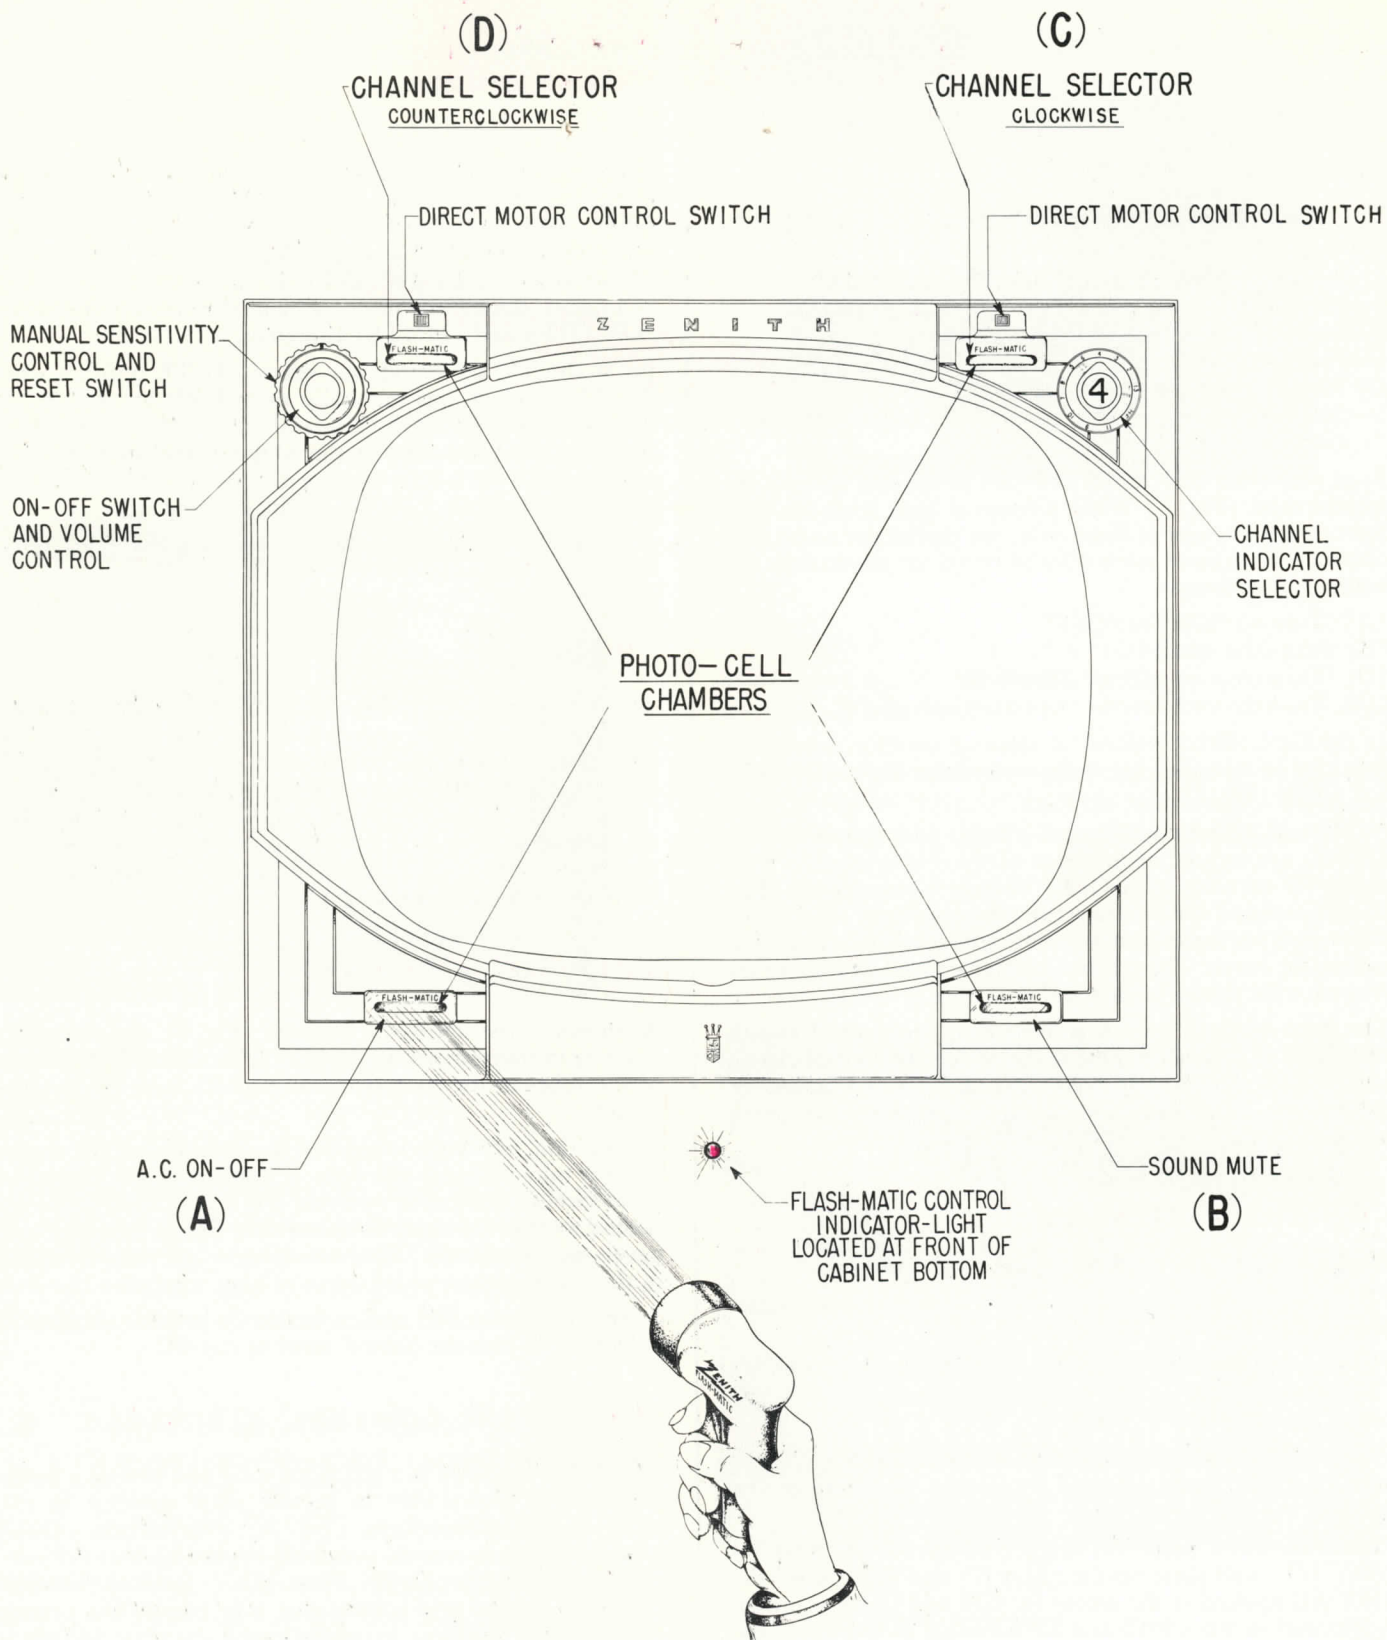 (D)
(C)
CHANNEL SELECTOR
COUNTERCLOCKWISE
CHANNEL SELECTOR
CLOCKWISE
DIRECT MOTOR CONTROL SWITCH
DIRECT MOTOR CONTROL SWITCH
MANUAL SENSITIVITY
CONTROL AND
RESET SWITCH
ZENITH
FLASH-MATIC
FLASH-MATIC
4
ON-OFF SWITCH
AND VOLUME
CONTROL
CHANNEL
INDICATOR
SELECTOR
PHOTO-CELL
CHAMBERS
FLASH-MATIC
FLASH-MATIC
A.C. ON-OFF
(A)
SOUND MUTE
(B)
FLASH-MATIC CONTROL
INDICATOR-LIGHT
LOCATED AT FRONT OF
CABINET BOTTOM
ZENITH
FLASH-MATIC